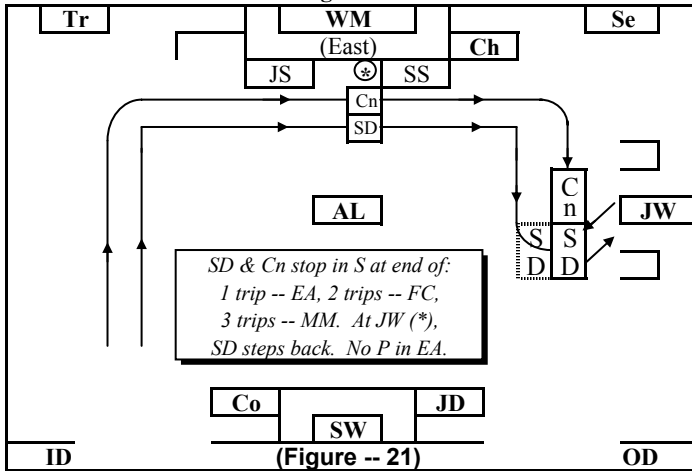 Tr WM Se
(East) Ch
JS * SS
Cn
SD
C
n
AL JW
S S
D D
SD & Cn stop in S at end of:
1 trip -- EA, 2 trips -- FC,
3 trips -- MM. At JW (*),
SD steps back. No P in EA.
Co JD
SW
ID (Figure -- 21) OD